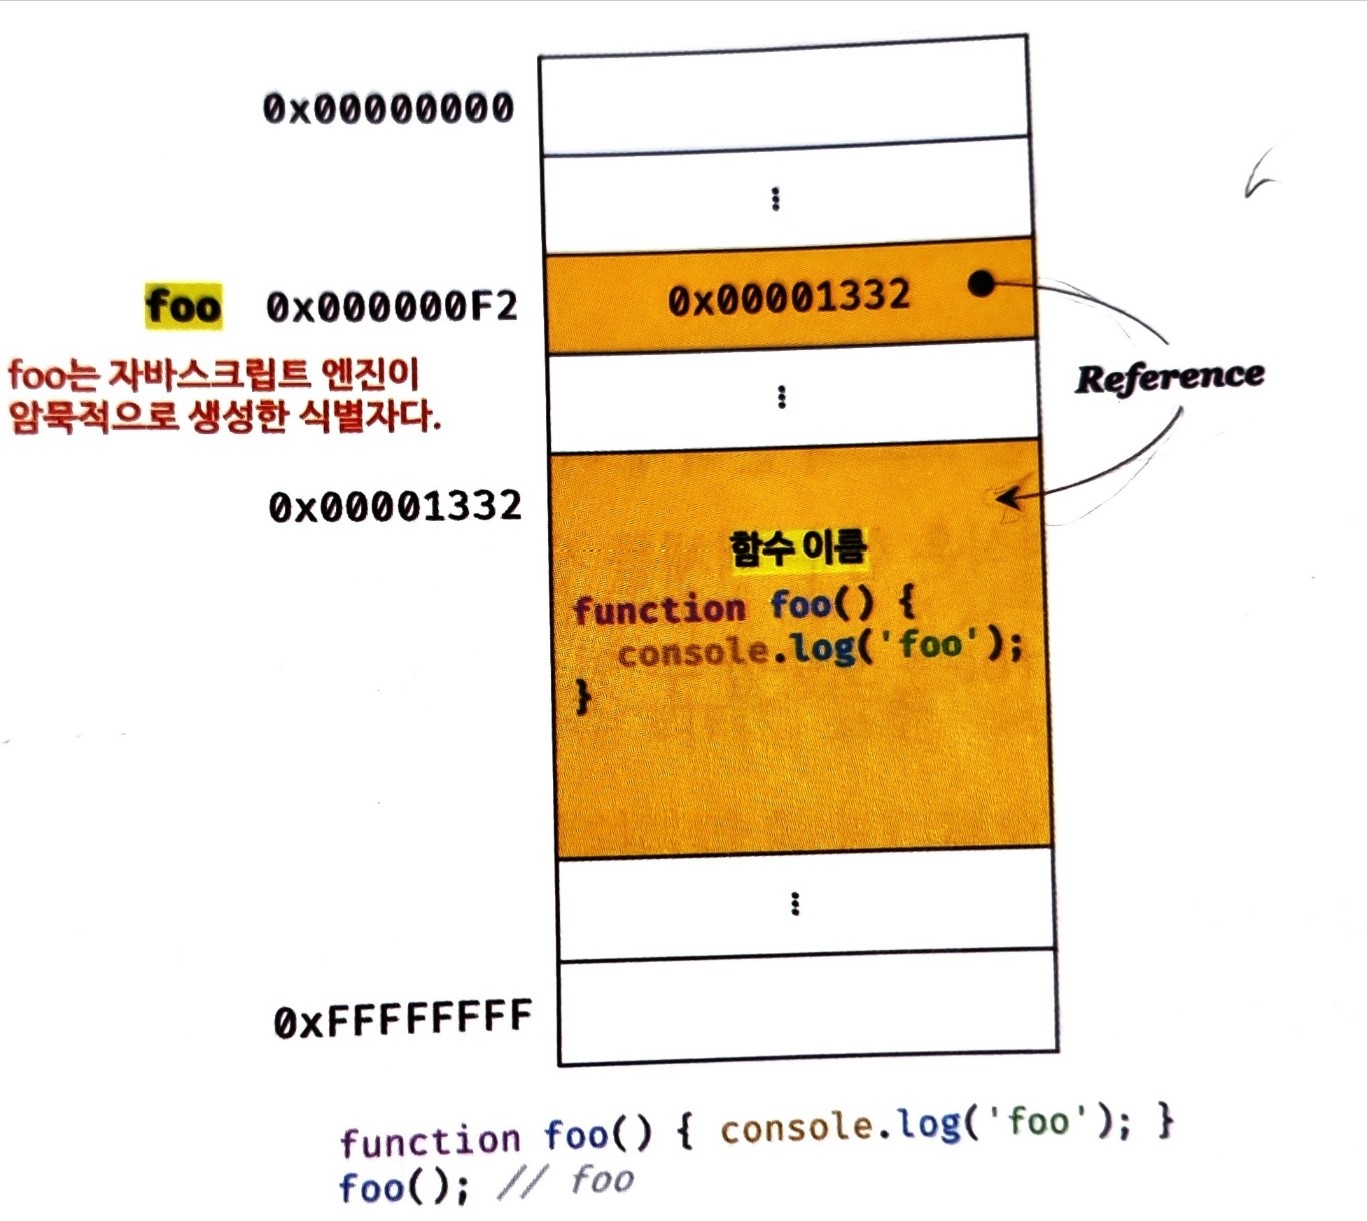 0x00000000
⋮
foo 0x000000F2 0x00001332
foo는 자바스크립트 엔진이
암묵적으로 생성한 식별자다.
⋮
Reference
0x00001332
함수 이름
function foo() {
  console.log('foo');
}
⋮
0xFFFFFFFF
function foo() { console.log('foo'); }
foo(); // foo